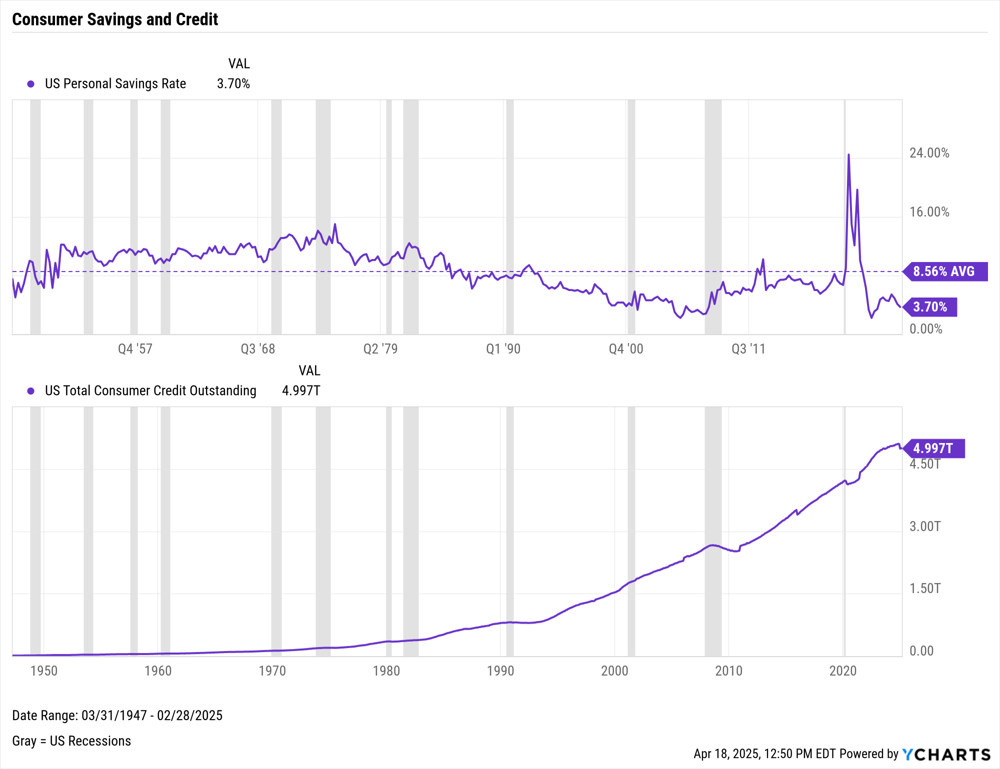 Consumer Savings and Credit
VAL
US Personal Savings Rate 3.70%
24.00%
16.00%
8.56% AVG
3.70%
0.00%
Q4 '57 Q3 '68 Q2 '79 Q1 '90 Q4 '00 Q3 '11
VAL
US Total Consumer Credit Outstanding 4.997T
4.997T
4.50T
3.00T
1.50T
0.00
1950 1960 1970 1980 1990 2000 2010 2020
Date Range: 03/31/1947 - 02/28/2025
Gray = US Recessions
Apr 18, 2025, 12:50 PM EDT Powered by YCHARTS